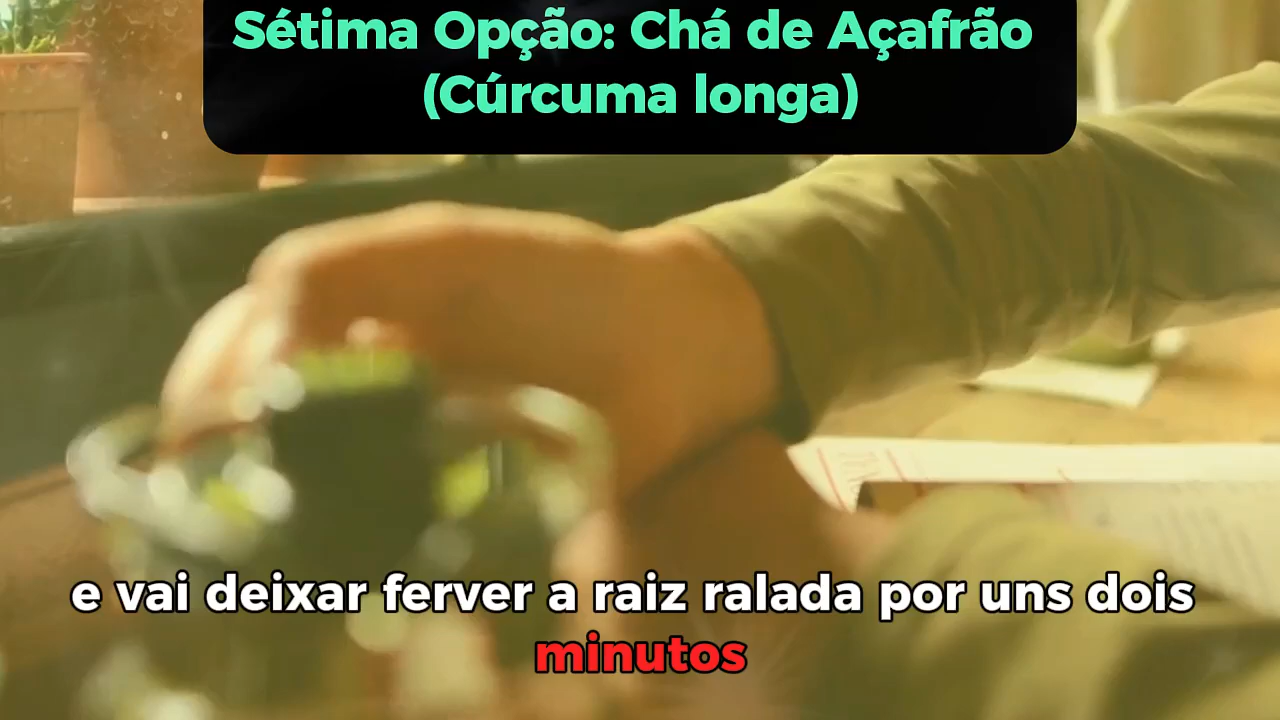 Sétima Opção: Chá de Açafrão
(Cúrcuma longa)
e vai deixar ferver a raiz ralada por uns dois
minutos